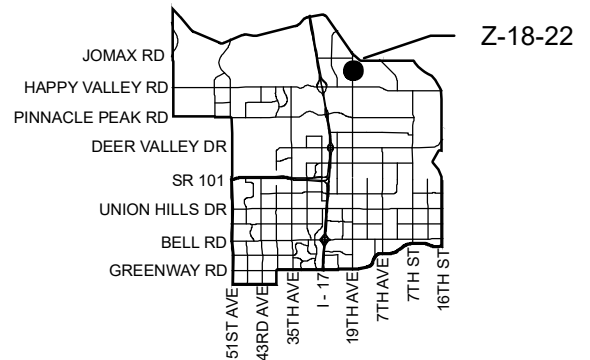 Z-18-22
JOMAX RD
HAPPY VALLEY RD
PINNACLE PEAK RD
DEER VALLEY DR
SR 101
UNION HILLS DR
BELL RD
GREENWAY RD
51ST AVE
43RD AVE
35TH AVE
I - 17
19TH AVE
7TH AVE
7TH ST
16TH ST